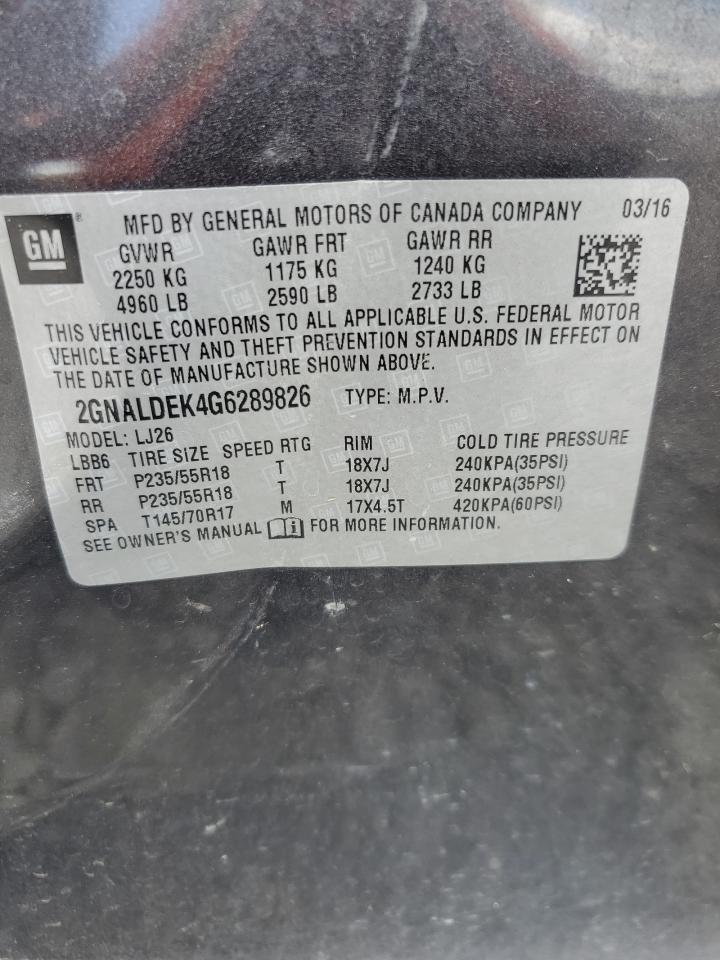 GM ® MFD BY GENERAL MOTORS OF CANADA COMPANY 03/16
GVWR GAWR FRT GAWR RR
2250 KG 1175 KG 1240 KG
4960 LB 2590 LB 2733 LB
THIS VEHICLE CONFORMS TO ALL APPLICABLE U.S. FEDERAL MOTOR
VEHICLE SAFETY AND THEFT PREVENTION STANDARDS IN EFFECT ON
THE DATE OF MANUFACTURE SHOWN ABOVE.
2GNALDEK4G6289826 TYPE: M.P.V.
MODEL: LJ26
LBB6 TIRE SIZE SPEED RTG RIM COLD TIRE PRESSURE
FRT P235/55R18 T 18X7J 240KPA(35PSI)
RR P235/55R18 T 18X7J 240KPA(35PSI)
SPA T145/70R17 M 17X4.5T 420KPA(60PSI)
SEE OWNER'S MANUAL i FOR MORE INFORMATION.